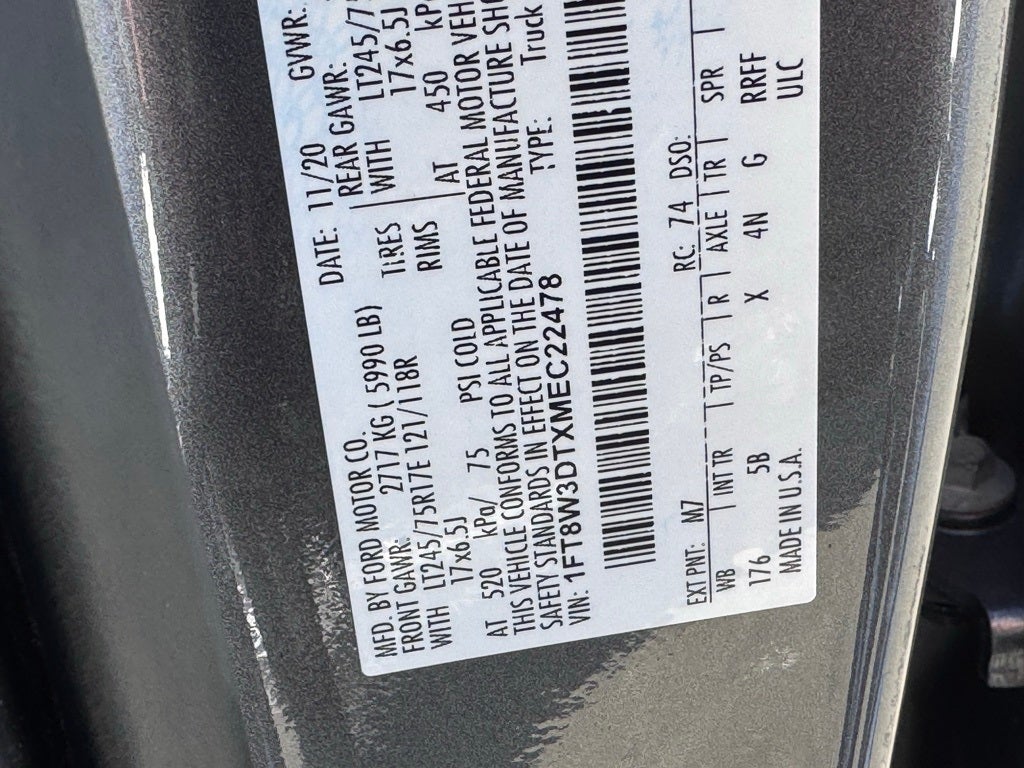 MFD. BY FORD MOTOR CO.
DATE: 11/20 GVWR:
FRONT GAWR: 2717 KG ( 5990 LB) REAR GAWR:
WITH LT245/75R17E 121/118R TIRES WITH LT245/75
17x6.5J RIMS 17x6.5J
AT 520 kPa/ 75 PSI COLD AT 450 kPa
THIS VEHICLE CONFORMS TO ALL APPLICABLE FEDERAL MOTOR VEH
SAFETY STANDARDS IN EFFECT ON THE DATE OF MANUFACTURE SHO
VIN: 1FT8W3DTXMEC22478 TYPE: Truck
EXT PNT: M7 RC: 74 DSO:
WB | INT TR | TP/PS | R | AXLE | TR | SPR |
176 5B X 4N G RRFF
MADE IN U.S.A. ULC